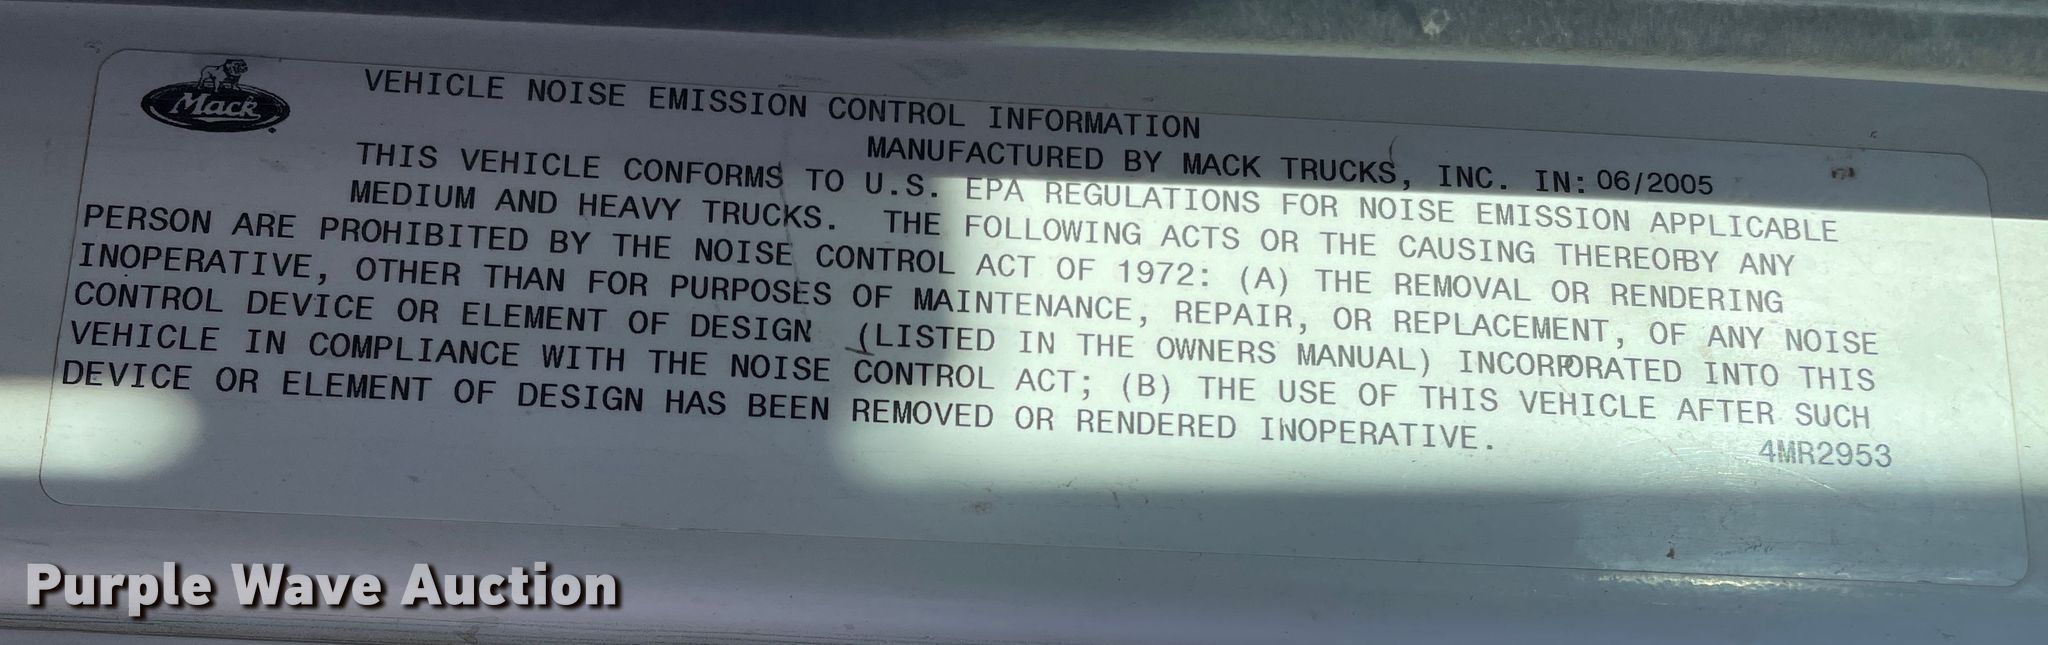 Mack
VEHICLE NOISE EMISSION CONTROL INFORMATION
MANUFACTURED BY MACK TRUCKS, INC. IN: 06/2005
THIS VEHICLE CONFORMS TO U.S. EPA REGULATIONS FOR NOISE EMISSION APPLICABLE
MEDIUM AND HEAVY TRUCKS. THE FOLLOWING ACTS OR THE CAUSING THEREOFBY ANY
PERSON ARE PROHIBITED BY THE NOISE CONTROL ACT OF 1972: (A) THE REMOVAL OR RENDERING
INOPERATIVE, OTHER THAN FOR PURPOSES OF MAINTENANCE, REPAIR, OR REPLACEMENT, OF ANY NOISE
CONTROL DEVICE OR ELEMENT OF DESIGN (LISTED IN THE OWNERS MANUAL) INCORPORATED INTO THIS
VEHICLE IN COMPLIANCE WITH THE NOISE CONTROL ACT; (B) THE USE OF THIS VEHICLE AFTER SUCH
DEVICE OR ELEMENT OF DESIGN HAS BEEN REMOVED OR RENDERED INOPERATIVE.
4MR2953
Purple Wave Auction